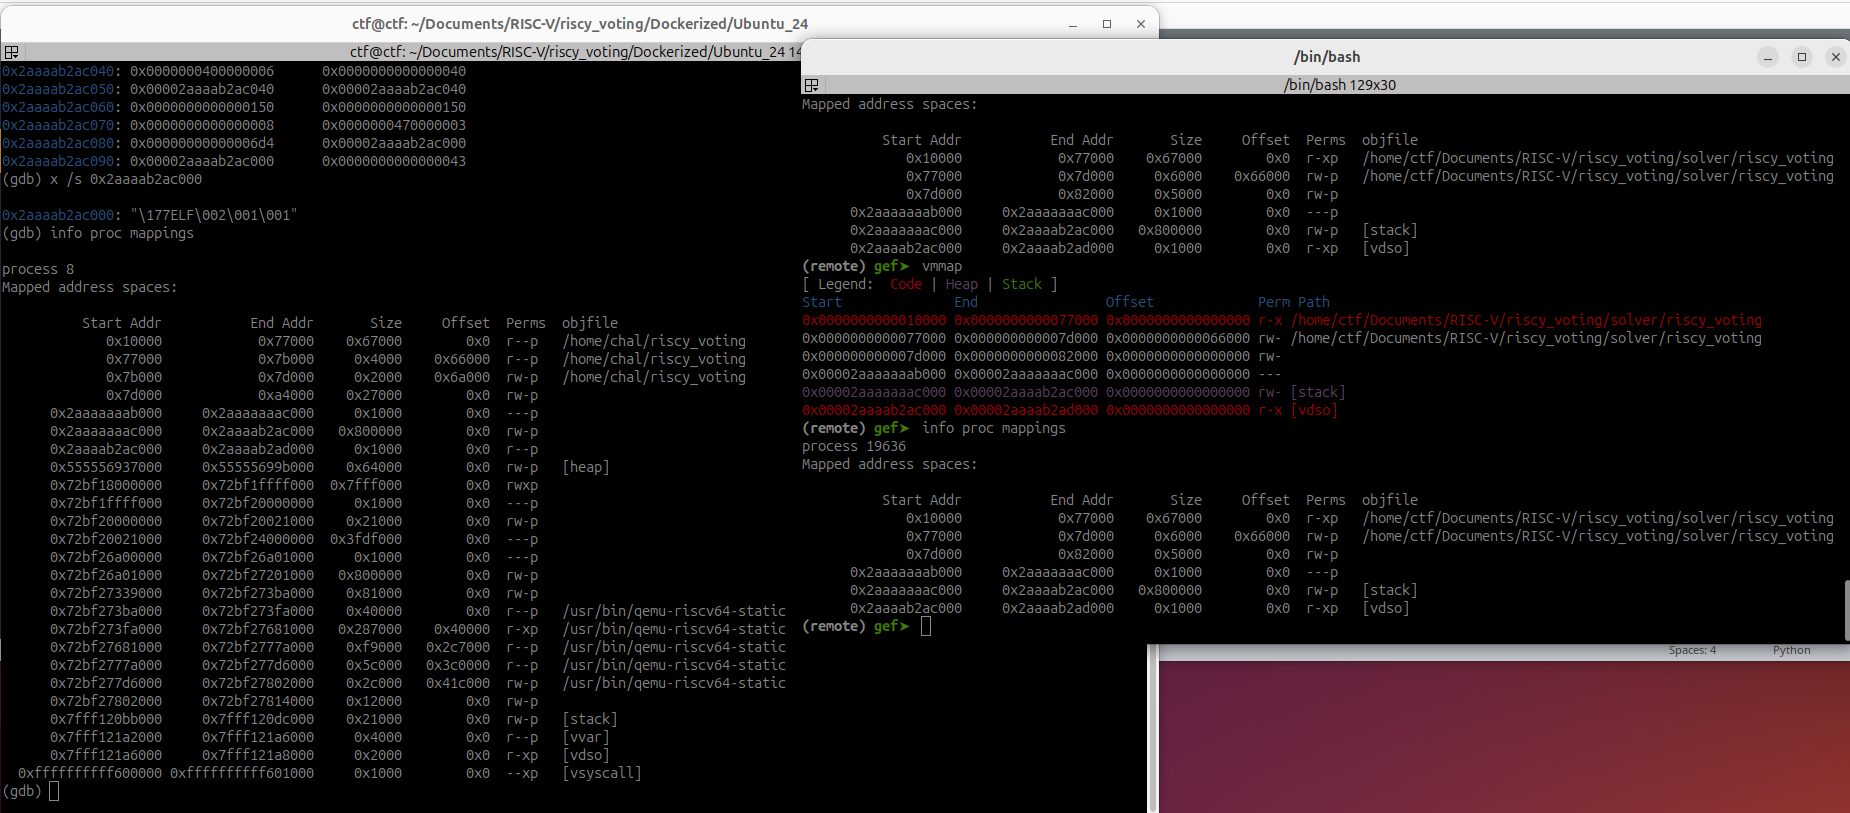 ctf@ctf: ~/Documents/RISC-V/riscy_voting/Dockerized/Ubuntu_24
ctf@ctf: ~/Documents/RISC-V/riscy_voting/Dockerized/Ubuntu_24 14
0x2aaaab2ac040: 0x0000000400000006 0x0000000000000040
0x2aaaab2ac050: 0x00002aaaab2ac040 0x00002aaaab2ac040
0x2aaaab2ac060: 0x0000000000000150 0x0000000000000150
0x2aaaab2ac070: 0x0000000000000008 0x0000000470000003
0x2aaaab2ac080: 0x00000000000006d4 0x00002aaaab2ac000
0x2aaaab2ac090: 0x00002aaaab2ac000 0x0000000000000043
(gdb) x /s 0x2aaaab2ac000
0x2aaaab2ac000: "\177ELF\002\001\001"
(gdb) info proc mappings
process 8
Mapped address spaces:
Start Addr End Addr Size Offset Perms objfile
0x10000 0x77000 0x67000 0x0 r--p /home/chal/riscy_voting
0x77000 0x7b000 0x4000 0x66000 r--p /home/chal/riscy_voting
0x7b000 0x7d000 0x2000 0x6a000 rw-p /home/chal/riscy_voting
0x7d000 0xa4000 0x27000 0x0 rw-p
0x2aaaaaaab000 0x2aaaaaaac000 0x1000 0x0 ---p
0x2aaaaaaac000 0x2aaaab2ac000 0x800000 0x0 rw-p
0x2aaaab2ac000 0x2aaaab2ad000 0x1000 0x0 r--p
0x555556937000 0x55555699b000 0x64000 0x0 rw-p [heap]
0x72bf18000000 0x72bf1ffff000 0x7fff000 0x0 rwxp
0x72bf1ffff000 0x72bf20000000 0x1000 0x0 ---p
0x72bf20000000 0x72bf20021000 0x21000 0x0 rw-p
0x72bf20021000 0x72bf24000000 0x3fdf000 0x0 ---p
0x72bf26a00000 0x72bf26a01000 0x1000 0x0 ---p
0x72bf26a01000 0x72bf27201000 0x800000 0x0 rw-p
0x72bf27339000 0x72bf273ba000 0x81000 0x0 rw-p
0x72bf273ba000 0x72bf273fa000 0x40000 0x0 r--p /usr/bin/qemu-riscv64-static
0x72bf273fa000 0x72bf27681000 0x287000 0x40000 r-xp /usr/bin/qemu-riscv64-static
0x72bf27681000 0x72bf2777a000 0xf9000 0x2c7000 r--p /usr/bin/qemu-riscv64-static
0x72bf2777a000 0x72bf277d6000 0x5c000 0x3c0000 r--p /usr/bin/qemu-riscv64-static
0x72bf277d6000 0x72bf27802000 0x2c000 0x41c000 rw-p /usr/bin/qemu-riscv64-static
0x72bf27802000 0x72bf27814000 0x12000 0x0 rw-p
0x7fff120bb000 0x7fff120dc000 0x21000 0x0 rw-p [stack]
0x7fff121a2000 0x7fff121a6000 0x4000 0x0 r--p [vvar]
0x7fff121a6000 0x7fff121a8000 0x2000 0x0 r-xp [vdso]
0xffffffffff600000 0xffffffffff601000 0x1000 0x0 --xp [vsyscall]
(gdb)
/bin/bash
/bin/bash 129x30
Mapped address spaces:
Start Addr End Addr Size Offset Perms objfile
0x10000 0x77000 0x67000 0x0 r-xp /home/ctf/Documents/RISC-V/riscy_voting/solver/riscy_voting
0x77000 0x7d000 0x6000 0x66000 rw-p /home/ctf/Documents/RISC-V/riscy_voting/solver/riscy_voting
0x7d000 0x82000 0x5000 0x0 rw-p
0x2aaaaaaab000 0x2aaaaaaac000 0x1000 0x0 ---p
0x2aaaaaaac000 0x2aaaab2ac000 0x800000 0x0 rw-p [stack]
0x2aaaab2ac000 0x2aaaab2ad000 0x1000 0x0 r-xp [vdso]
(remote) gef➤ vmmap
[ Legend: Code | Heap | Stack ]
Start End Offset Perm Path
0x0000000000010000 0x0000000000077000 0x0000000000000000 r-x /home/ctf/Documents/RISC-V/riscy_voting/solver/riscy_voting
0x0000000000077000 0x000000000007d000 0x0000000000066000 rw- /home/ctf/Documents/RISC-V/riscy_voting/solver/riscy_voting
0x000000000007d000 0x0000000000082000 0x0000000000000000 rw-
0x00002aaaaaaab000 0x00002aaaaaaac000 0x0000000000000000 ---
0x00002aaaaaaac000 0x00002aaaab2ac000 0x0000000000000000 rw- [stack]
0x00002aaaab2ac000 0x00002aaaab2ad000 0x0000000000000000 r-x [vdso]
(remote) gef➤ info proc mappings
process 19636
Mapped address spaces:
Start Addr End Addr Size Offset Perms objfile
0x10000 0x77000 0x67000 0x0 r-xp /home/ctf/Documents/RISC-V/riscy_voting/solver/riscy_voting
0x77000 0x7d000 0x6000 0x66000 rw-p /home/ctf/Documents/RISC-V/riscy_voting/solver/riscy_voting
0x7d000 0x82000 0x5000 0x0 rw-p
0x2aaaaaaab000 0x2aaaaaaac000 0x1000 0x0 ---p
0x2aaaaaaac000 0x2aaaab2ac000 0x800000 0x0 rw-p [stack]
0x2aaaab2ac000 0x2aaaab2ad000 0x1000 0x0 r-xp [vdso]
(remote) gef➤
Spaces: 4 Python